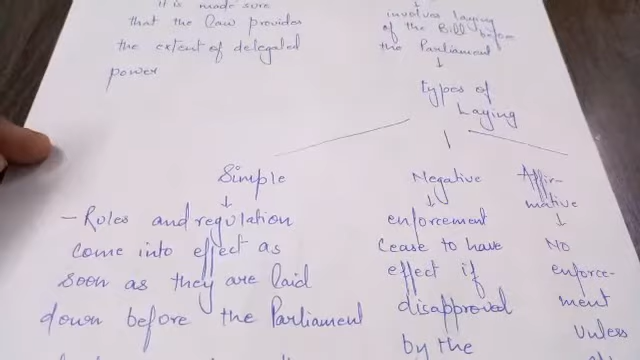 it is made sure
that the law provides
the extent of delegated
power
involves laying
of the Bill before
the Parliament
↓
types of
Laying
Simple
↓
– Rules and regulation
come into effect as
soon as they are laid
down before the Parliament
Negative
↓
enforcement
cease to have
effect if
disapproved
by the
Affir-
mative
↓
No
enforce-
ment
unless